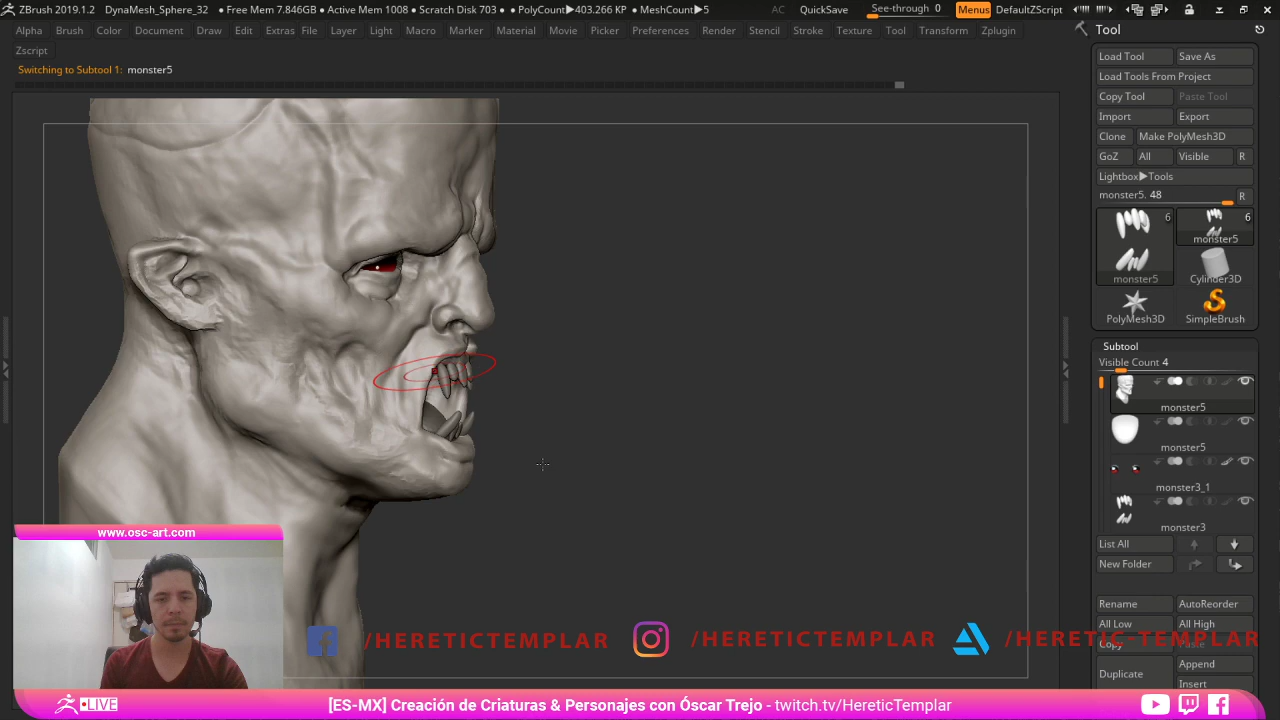 ZBrush 2019.1.2 DynaMesh_Sphere_32 • Free Mem 7.846GB • Active Mem 1008 • Scratch Disk 703 • • PolyCount▶403.266 KP • MeshCount▶5 AC QuickSave See-through 0 Menus DefaultZScript
Alpha Brush Color Document Draw Edit Extras File Layer Light Macro Marker Material Movie Picker Preferences Render Stencil Stroke Texture Tool Transform Zplugin
Zscript
Switching to Subtool 1: monster5
Tool
Load Tool Save As
Load Tools From Project
Copy Tool Paste Tool
Import Export
Clone Make PolyMesh3D
GoZ All Visible R
Lightbox▶Tools
monster5. 48 R
6 6
monster5
monster5 Cylinder3D
PolyMesh3D SimpleBrush
Subtool
Visible Count 4
monster5
monster5
monster3_1
monster3
List All
New Folder
Rename AutoReorder
All Low All High
Copy Paste
Duplicate Append
Insert
www.osc-art.com
/HERETICTEMPLAR /HERETICTEMPLAR /HERETIC-TEMPLAR
LIVE [ES-MX] Creación de Criaturas & Personajes con Óscar Trejo - twitch.tv/HereticTemplar